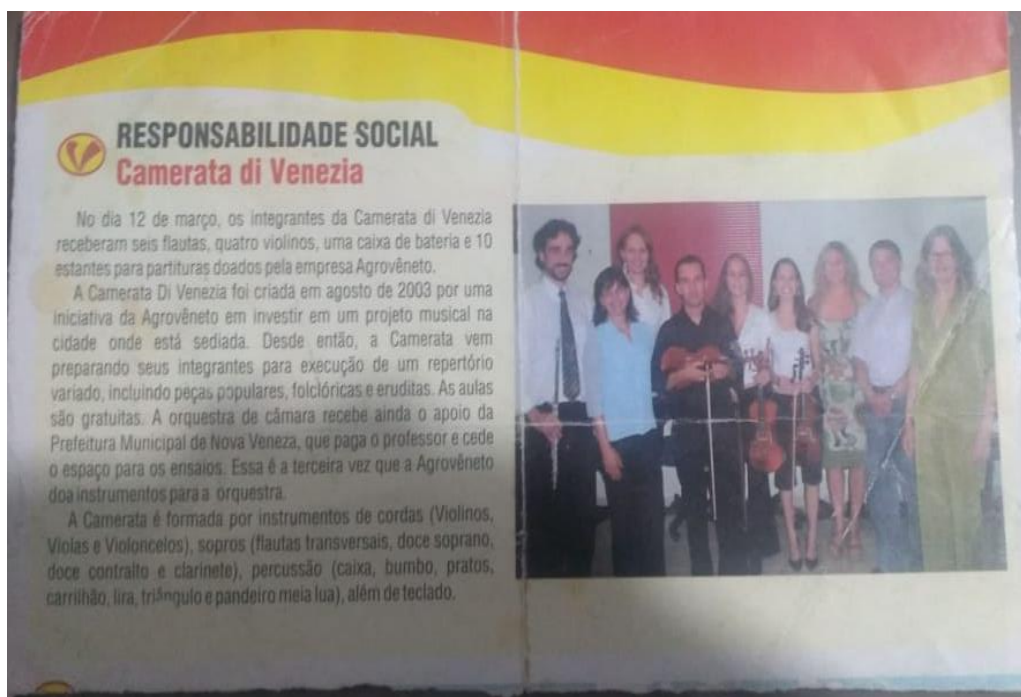 RESPONSABILIDADE SOCIAL
Camerata di Venezia
No dia 12 de março, os integrantes da Camerata di Venezia
receberam seis flautas, quatro violinos, uma caixa de bateria e 10
estantes para partituras doados pela empresa Agrovêneto.
A Camerata Di Venezia foi criada em agosto de 2003 por uma
iniciativa da Agrovêneto em investir em um projeto musical na
cidade onde está sediada. Desde então, a Camerata vem
preparando seus integrantes para execução de um repertório
variado, incluindo peças populares, folclóricas e eruditas. As aulas
são gratuitas. A orquestra de câmara recebe ainda o apoio da
Prefeitura Municipal de Nova Veneza, que paga o professor e cede
o espaço para os ensaios. Essa é a terceira vez que a Agrovêneto
doa instrumentos para a orquestra.
A Camerata é formada por instrumentos de cordas (Violinos,
Violas e Violoncelos), sopros (flautas transversais, doce soprano,
doce contralto e clarinete), percussão (caixa, bumbo, pratos,
carrilhão, lira, triângulo e pandeiro meia lua), além de teclado.